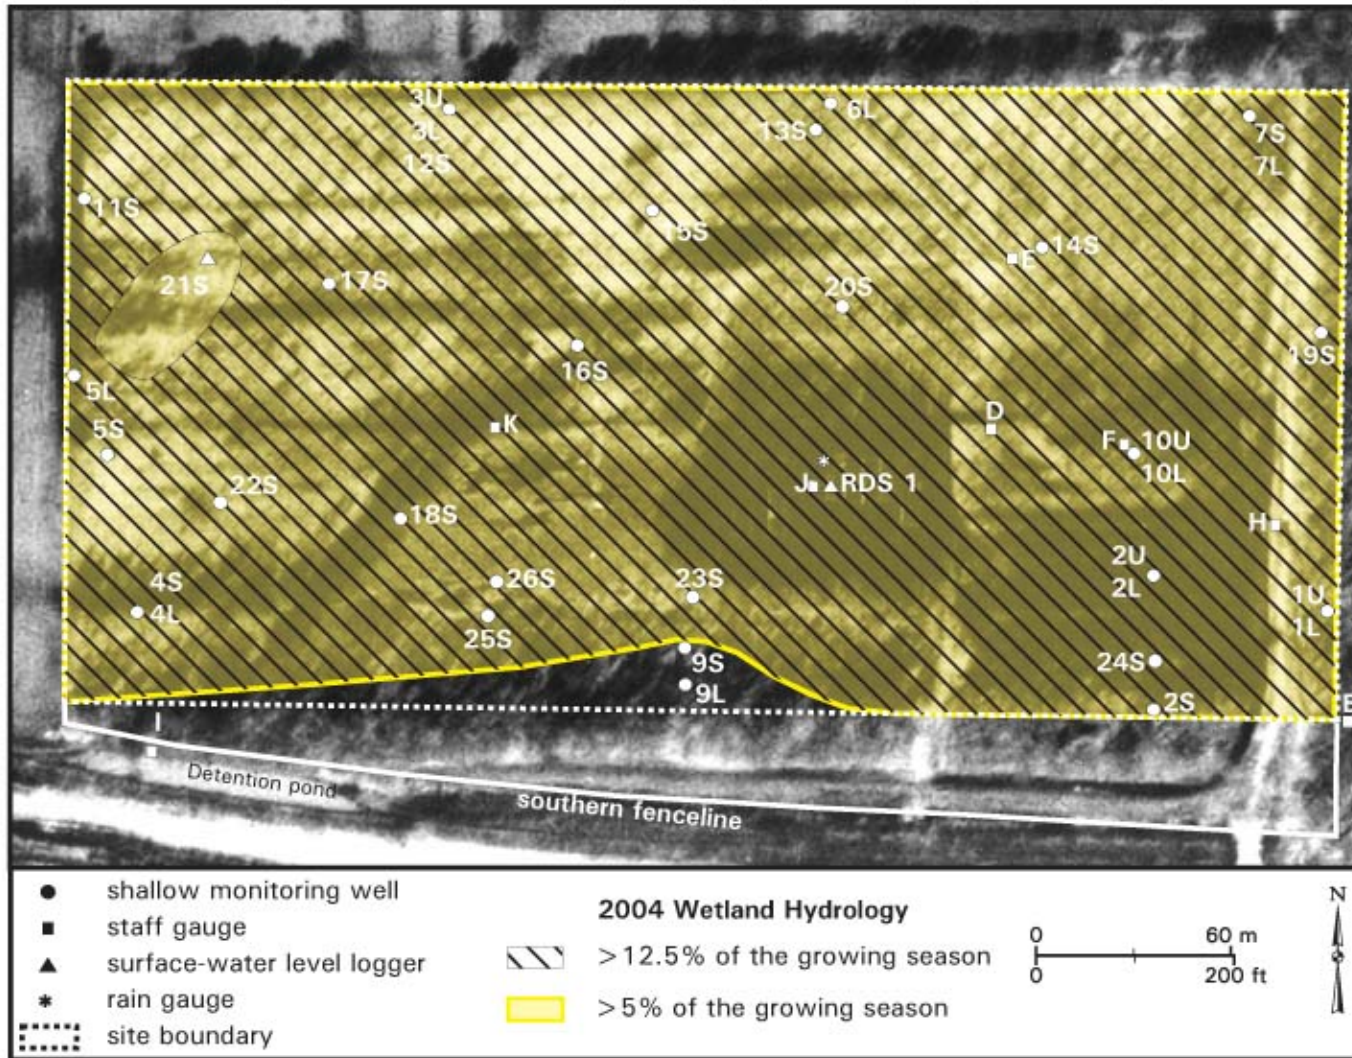 3U
3L
12S
6L
13S
7S
7L
11S
15S
14S
E
21S
17S
20S
16S
19S
5L
5S
K
D
F
10U
10L
22S
18S
J
RDS 1
H
4S
4L
26S
25S
23S
2U
2L
1U
1L
9S
9L
24S
2S
B
I
Detention pond
southern fenceline
shallow monitoring well
staff gauge
surface-water level logger
rain gauge
site boundary
2004 Wetland Hydrology
>12.5% of the growing season
>5% of the growing season
0 60 m
0 200 ft
N